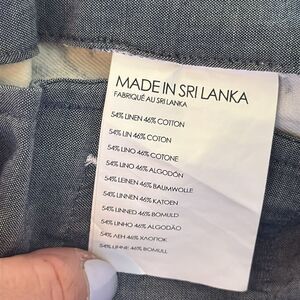 MADE IN SRI LANKA
FABRIQUÉ AU SRI LANKA
54% LINEN 46% COTTON
54% LIN 46% COTON
54% LINO 46% COTONE
54% LINO 46% ALGODÓN
54% LEINEN 46% BAUMWOLLE
54% LINNEN 46% KATOEN
54% LINNED 46% BOMULD
54% LINHO 46% ALGODÃO
54% ЛЕН 46% ХЛОПОК
54% LINNE 46% BOMULL